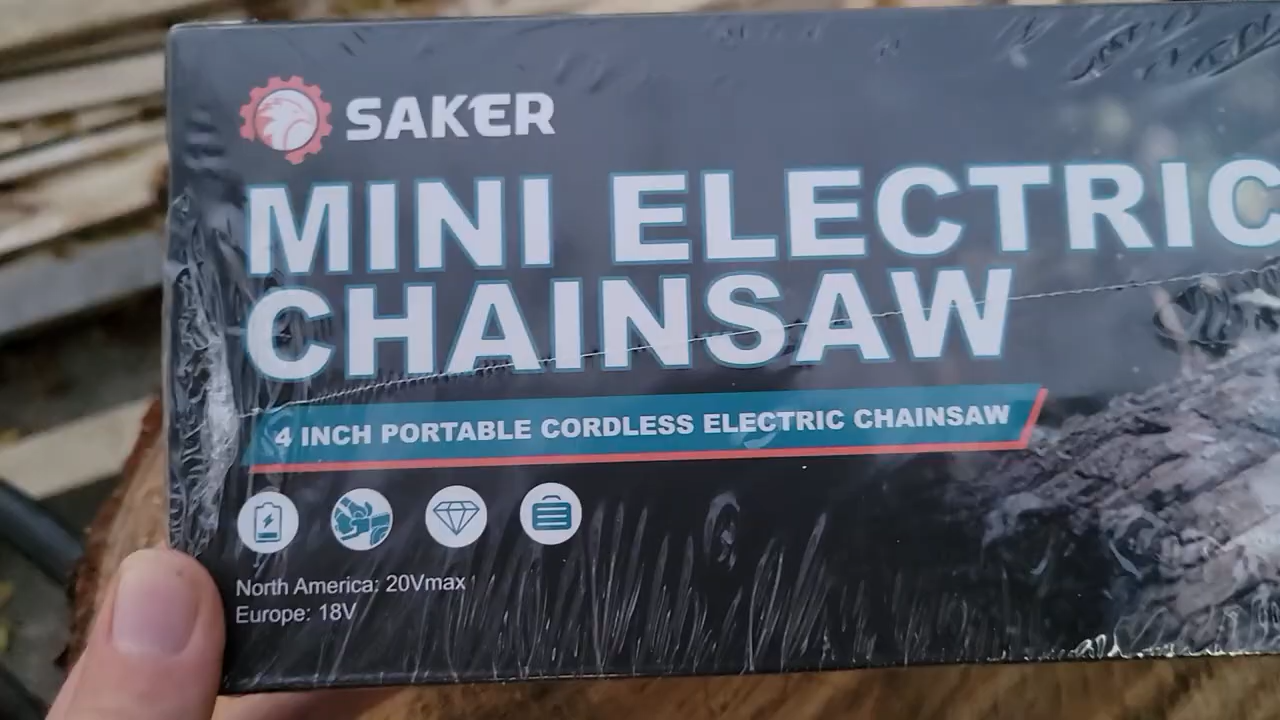 SAKER
MINI ELECTRIC
CHAINSAW
4 INCH PORTABLE CORDLESS ELECTRIC CHAINSAW
North America: 20Vmax
Europe: 18V